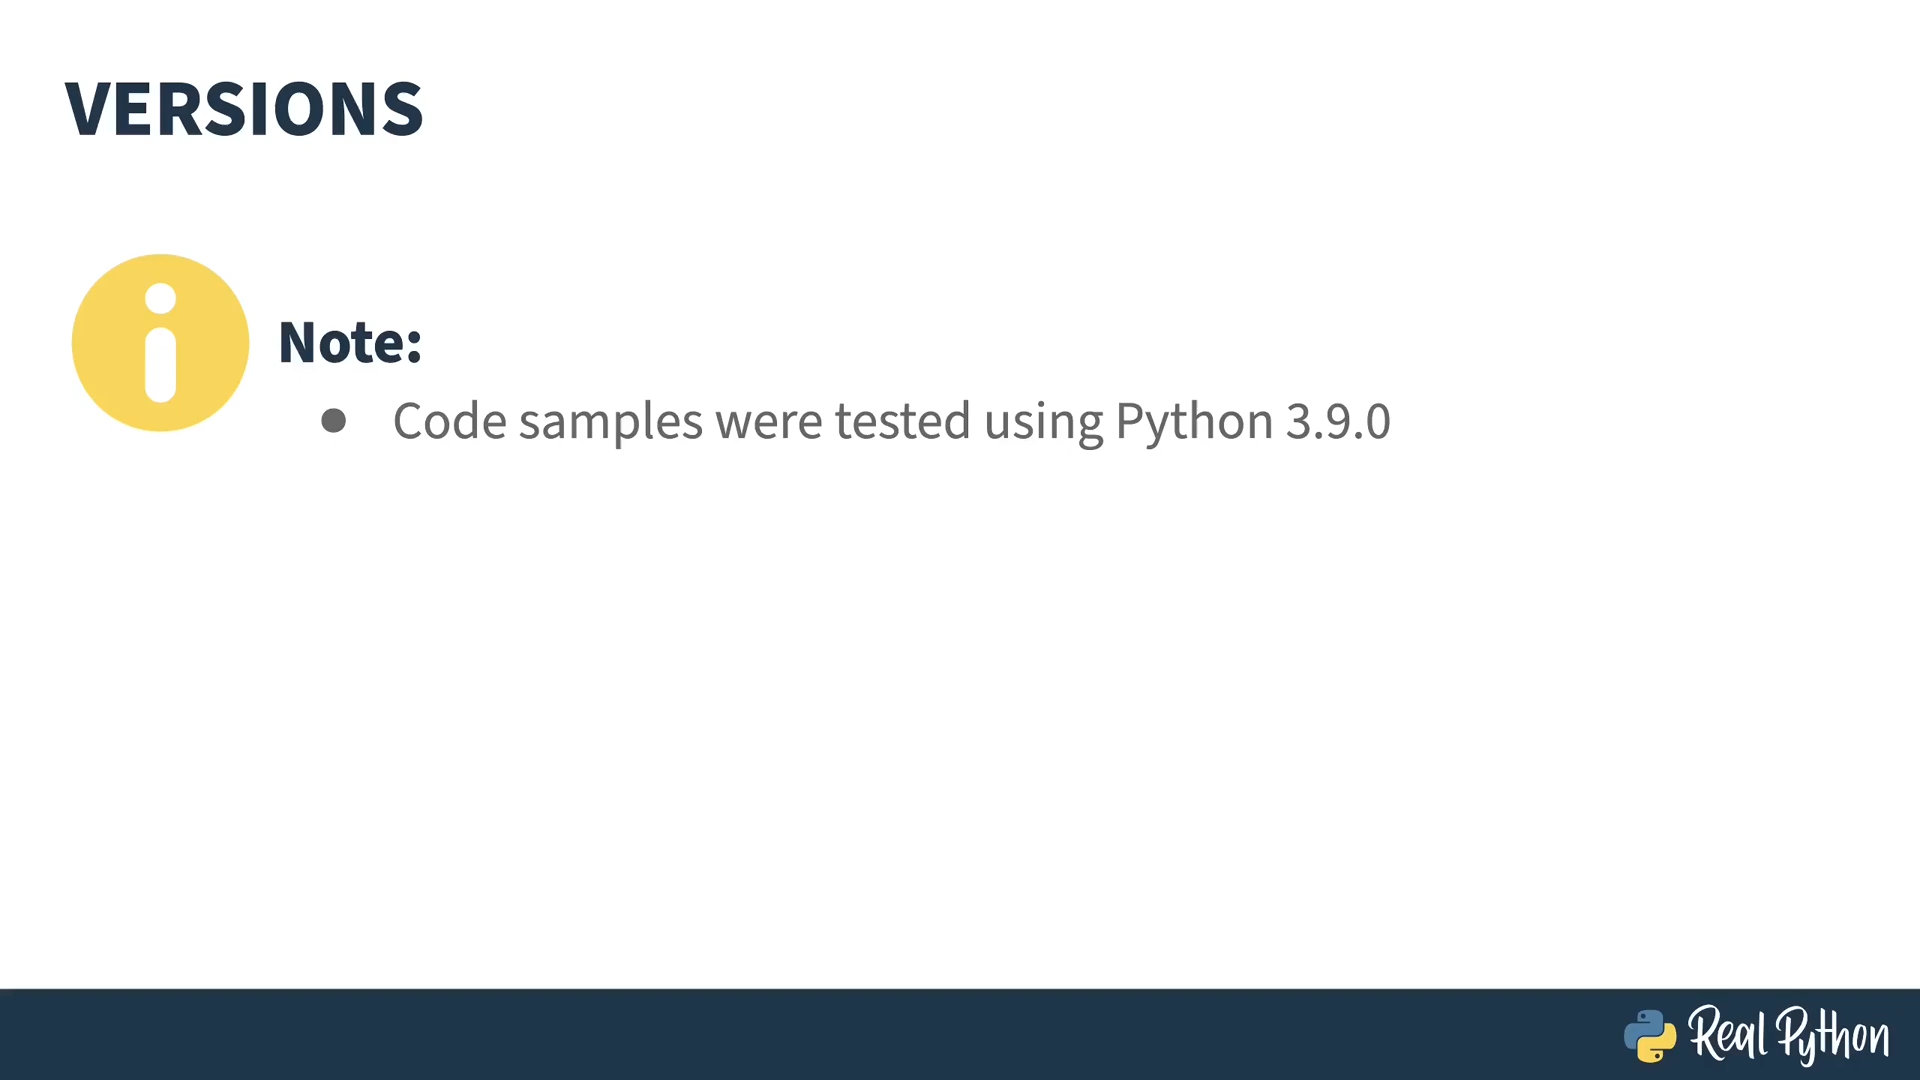 VERSIONS
Note:
● Code samples were tested using Python 3.9.0
Real Python